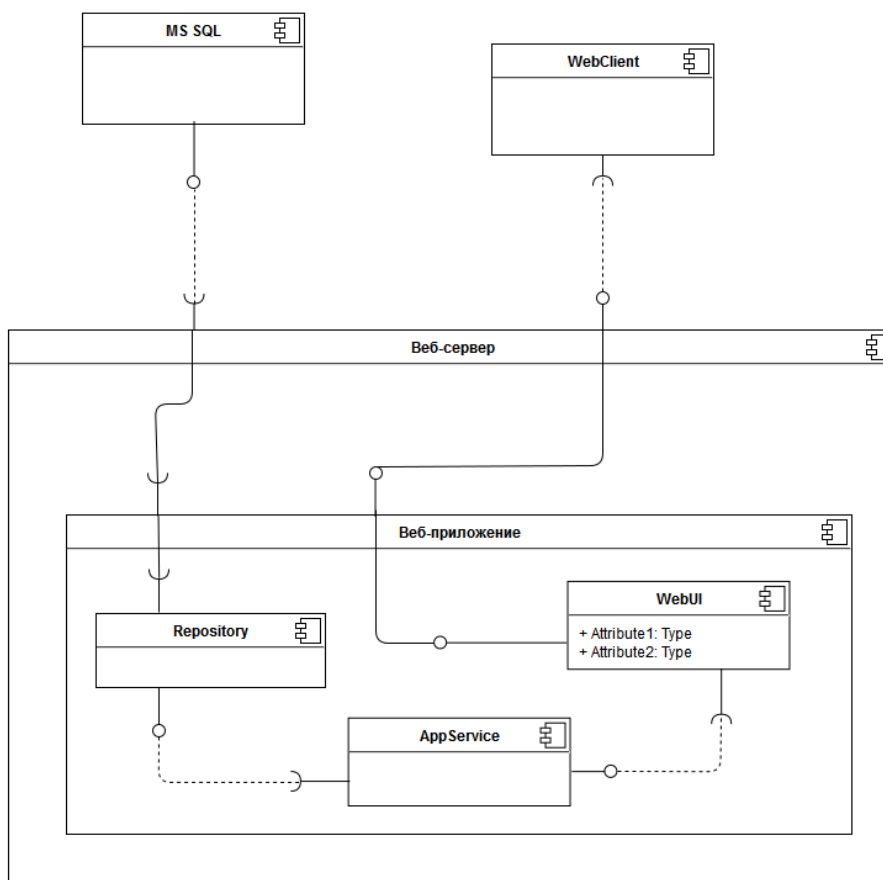 MS SQL
WebClient
Веб-сервер
Веб-приложение
WebUI
+ Attribute1: Type
+ Attribute2: Type
Repository
AppService